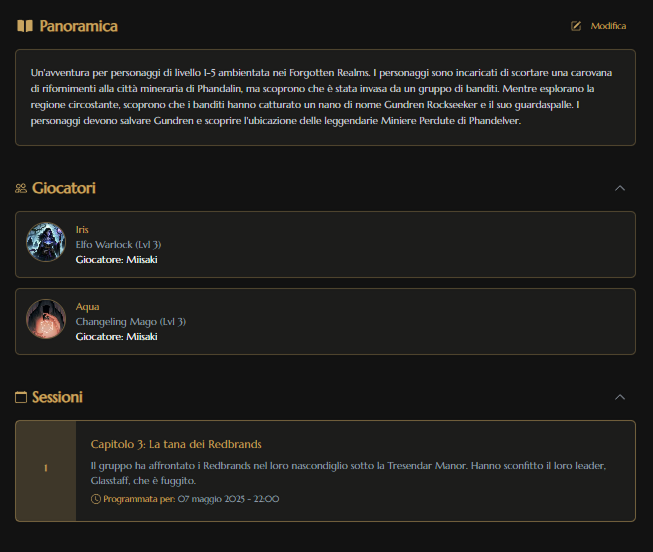 Panoramica
Modifica
Un'avventura per personaggi di livello 1-5 ambientata nei Forgotten Realms. I personaggi sono incaricati di scortare una carovana
di rifornimenti alla città mineraria di Phandalin, ma scoprono che è stata invasa da un gruppo di banditi. Mentre esplorano la
regione circostante, scoprono che i banditi hanno catturato un nano di nome Gundren Rockseeker e il suo guardaspalle. I
personaggi devono salvare Gundren e scoprire l'ubicazione delle leggendarie Miniere Perdute di Phandelver.
Giocatori
Iris
Elfo Warlock (Lvl 3)
Giocatore: Miisaki
Aqua
Changeling Mago (Lvl 3)
Giocatore: Miisaki
Sessioni
1
Capitolo 3: La tana dei Redbrands
Il gruppo ha affrontato i Redbrands nel loro nascondiglio sotto la Tresendar Manor. Hanno sconfitto il loro leader,
Glasstaff, che è fuggito.
Programmata per: 07 maggio 2025 - 22:00